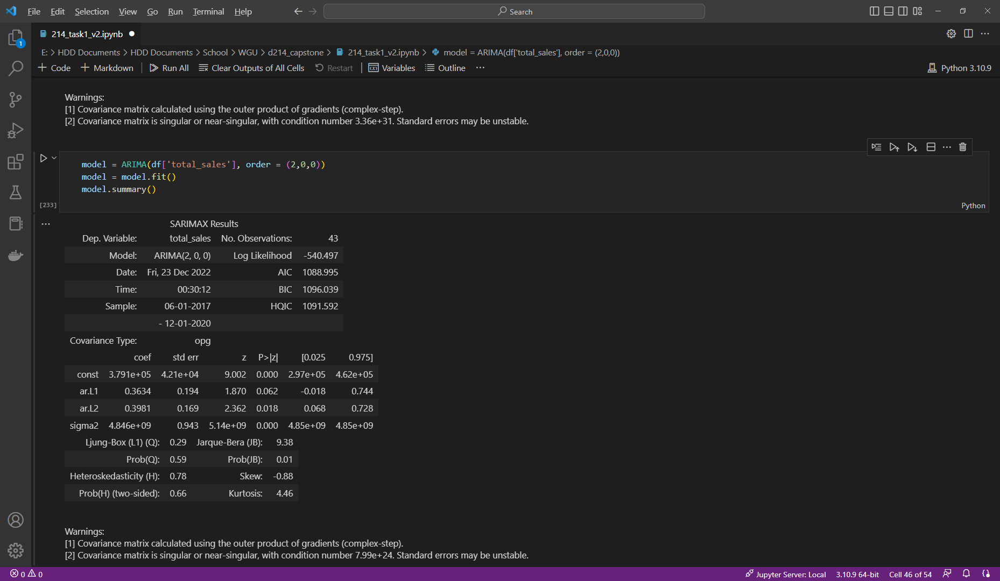 File Edit Selection View Go Run Terminal Help Search
1
214_task1_v2.ipynb
E: > HDD Documents > HDD Documents > School > WGU > d214_capstone > 214_task1_v2.ipynb > model = ARIMA(df['total_sales'], order = (2,0,0))
+ Code + Markdown Run All Clear Outputs of All Cells Restart Variables Outline ... Python 3.10.9
Warnings:
[1] Covariance matrix calculated using the outer product of gradients (complex-step).
[2] Covariance matrix is singular or near-singular, with condition number 3.36e+31. Standard errors may be unstable.
model = ARIMA(df['total_sales'], order = (2,0,0))
model = model.fit()
model.summary()
[233] Python
SARIMAX Results
Dep. Variable: total_sales No. Observations: 43
Model: ARIMA(2, 0, 0) Log Likelihood -540.497
Date: Fri, 23 Dec 2022 AIC 1088.995
Time: 00:30:12 BIC 1096.039
Sample: 06-01-2017 HQIC 1091.592
- 12-01-2020
Covariance Type: opg
coef std err z P>|z| [0.025 0.975]
const 3.791e+05 4.21e+04 9.002 0.000 2.97e+05 4.62e+05
ar.L1 0.3634 0.194 1.870 0.062 -0.018 0.744
ar.L2 0.3981 0.169 2.362 0.018 0.068 0.728
sigma2 4.846e+09 0.943 5.14e+09 0.000 4.85e+09 4.85e+09
Ljung-Box (L1) (Q): 0.29 Jarque-Bera (JB): 9.38
Prob(Q): 0.59 Prob(JB): 0.01
Heteroskedasticity (H): 0.78 Skew: -0.88
Prob(H) (two-sided): 0.66 Kurtosis: 4.46
Warnings:
[1] Covariance matrix calculated using the outer product of gradients (complex-step).
[2] Covariance matrix is singular or near-singular, with condition number 7.99e+24. Standard errors may be unstable.
0 0 Jupyter Server: Local 3.10.9 64-bit Cell 46 of 54